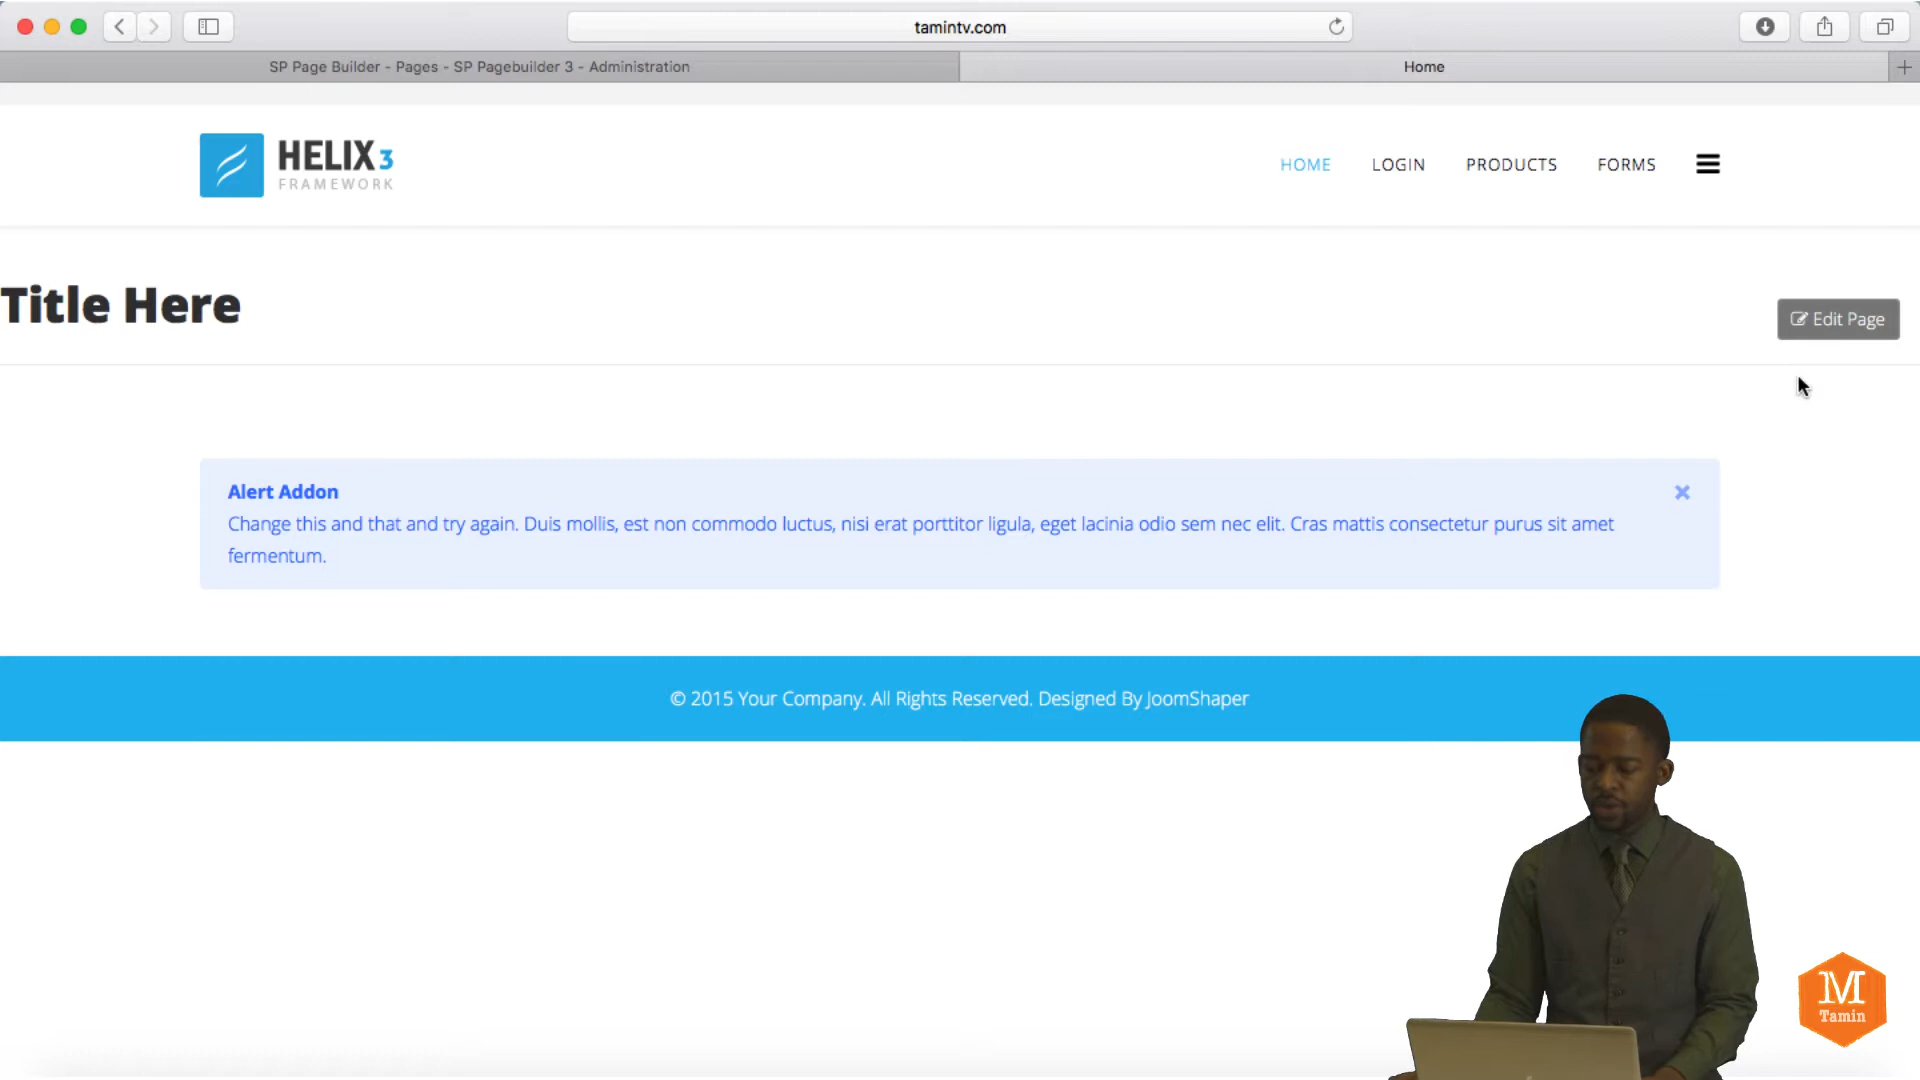 tamintv.com
SP Page Builder - Pages - SP Pagebuilder 3 - Administration
Home
HELIX3
FRAMEWORK
HOME
LOGIN
PRODUCTS
FORMS
Title Here
Edit Page
Alert Addon
Change this and that and try again. Duis mollis, est non commodo luctus, nisi erat porttitor ligula, eget lacinia odio sem nec elit. Cras mattis consectetur purus sit amet
fermentum.
© 2015 Your Company. All Rights Reserved. Designed By JoomShaper
M
Tamin